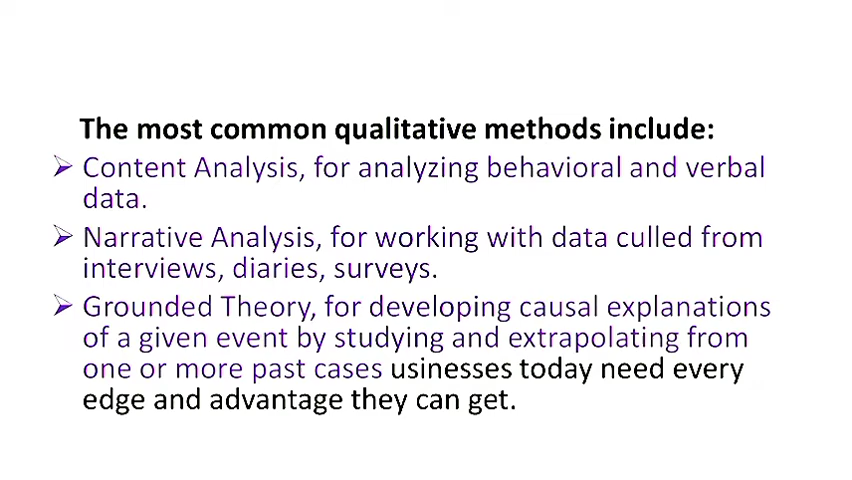 The most common qualitative methods include:
➢ Content Analysis, for analyzing behavioral and verbal
data.
➢ Narrative Analysis, for working with data culled from
interviews, diaries, surveys.
➢ Grounded Theory, for developing causal explanations
of a given event by studying and extrapolating from
one or more past cases usinesses today need every
edge and advantage they can get.